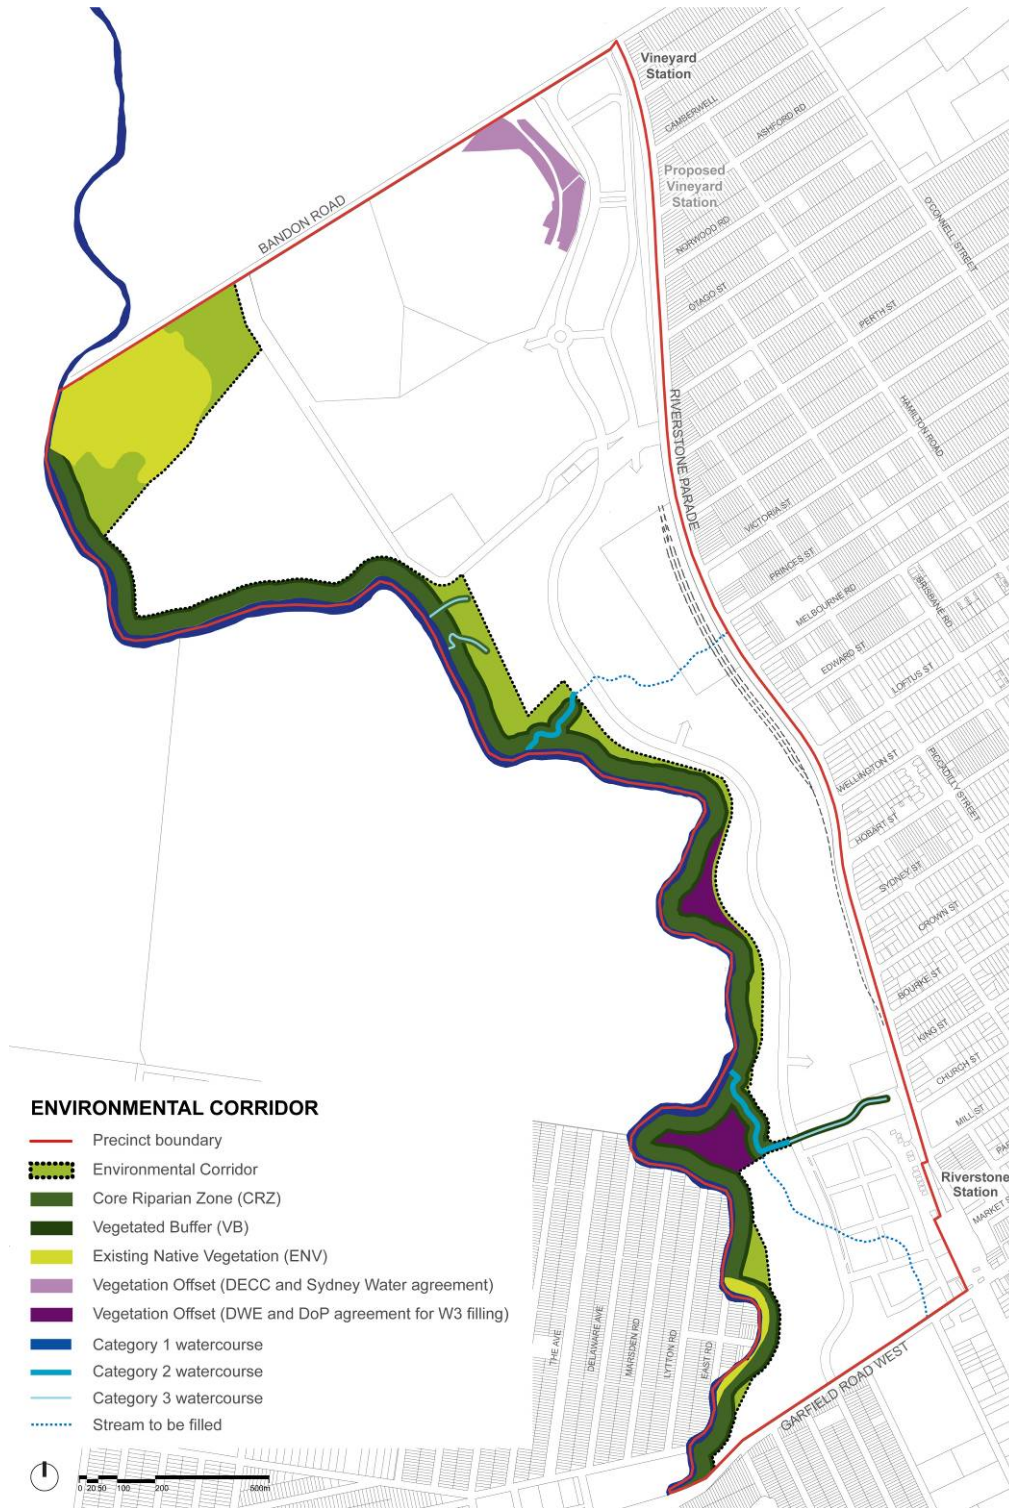 Vineyard
Station
CAMBERWELL
ASHFORD RD
Proposed
Vineyard
Station
NORWOOD RD
O'CONNELL STREET
BANDON ROAD
OTAGO ST
PERTH ST
RIVERSTONE PARADE
HAMILTON ROAD
VICTORIA ST
PRINCES ST
MELBOURNE RD
BRISBANE RD
EDWARD ST
LOFTUS ST
WELLINGTON ST
PICCADILLY STREET
HOBART ST
SYDNEY ST
CROWN ST
BOURKE ST
KING ST
CHURCH ST
MILL ST
PAR
Riverstone
Station
MARKET S
THE AVE
DELAWARE AVE
MARSDEN RD
LYTTON RD
EAST RD
GARFIELD ROAD WEST
ENVIRONMENTAL CORRIDOR
Precinct boundary
Environmental Corridor
Core Riparian Zone (CRZ)
Vegetated Buffer (VB)
Existing Native Vegetation (ENV)
Vegetation Offset (DECC and Sydney Water agreement)
Vegetation Offset (DWE and DoP agreement for W3 filling)
Category 1 watercourse
Category 2 watercourse
Category 3 watercourse
Stream to be filled
0 20 50 100 200 500m